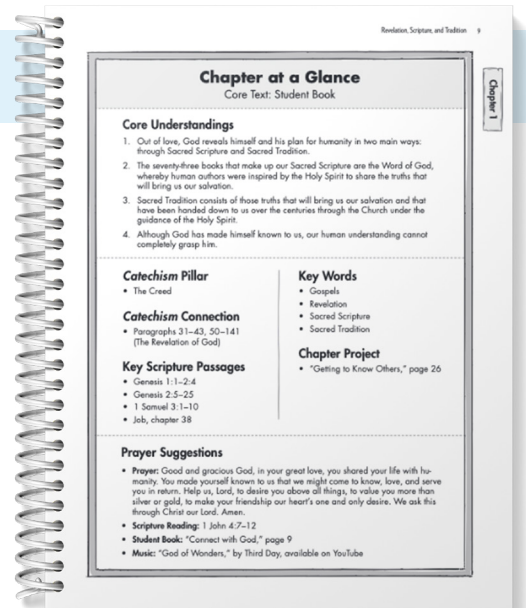 Revelation, Scripture, and Tradition 9
Chapter 1
Chapter at a Glance
Core Text: Student Book
Core Understandings
1. Out of love, God reveals himself and his plan for humanity in two main ways:
through Sacred Scripture and Sacred Tradition.
2. The seventy-three books that make up our Sacred Scripture are the Word of God,
whereby human authors were inspired by the Holy Spirit to share the truths that
will bring us our salvation.
3. Sacred Tradition consists of those truths that will bring us our salvation and that
have been handed down to us over the centuries through the Church under the
guidance of the Holy Spirit.
4. Although God has made himself known to us, our human understanding cannot
completely grasp him.
Catechism Pillar
• The Creed
Catechism Connection
• Paragraphs 31–43, 50–141
(The Revelation of God)
Key Scripture Passages
• Genesis 1:1–2:4
• Genesis 2:5–25
• 1 Samuel 3:1–10
• Job, chapter 38
Key Words
• Gospels
• Revelation
• Sacred Scripture
• Sacred Tradition
Chapter Project
• “Getting to Know Others,” page 26
Prayer Suggestions
• Prayer: Good and gracious God, in your great love, you shared your life with hu-
manity. You made yourself known to us that we might come to know, love, and serve
you in return. Help us, Lord, to desire you above all things, to value you more than
silver or gold, to make your friendship our heart’s one and only desire. We ask this
through Christ our Lord. Amen.
• Scripture Reading: 1 John 4:7–12
• Student Book: “Connect with God,” page 9
• Music: “God of Wonders,” by Third Day, available on YouTube